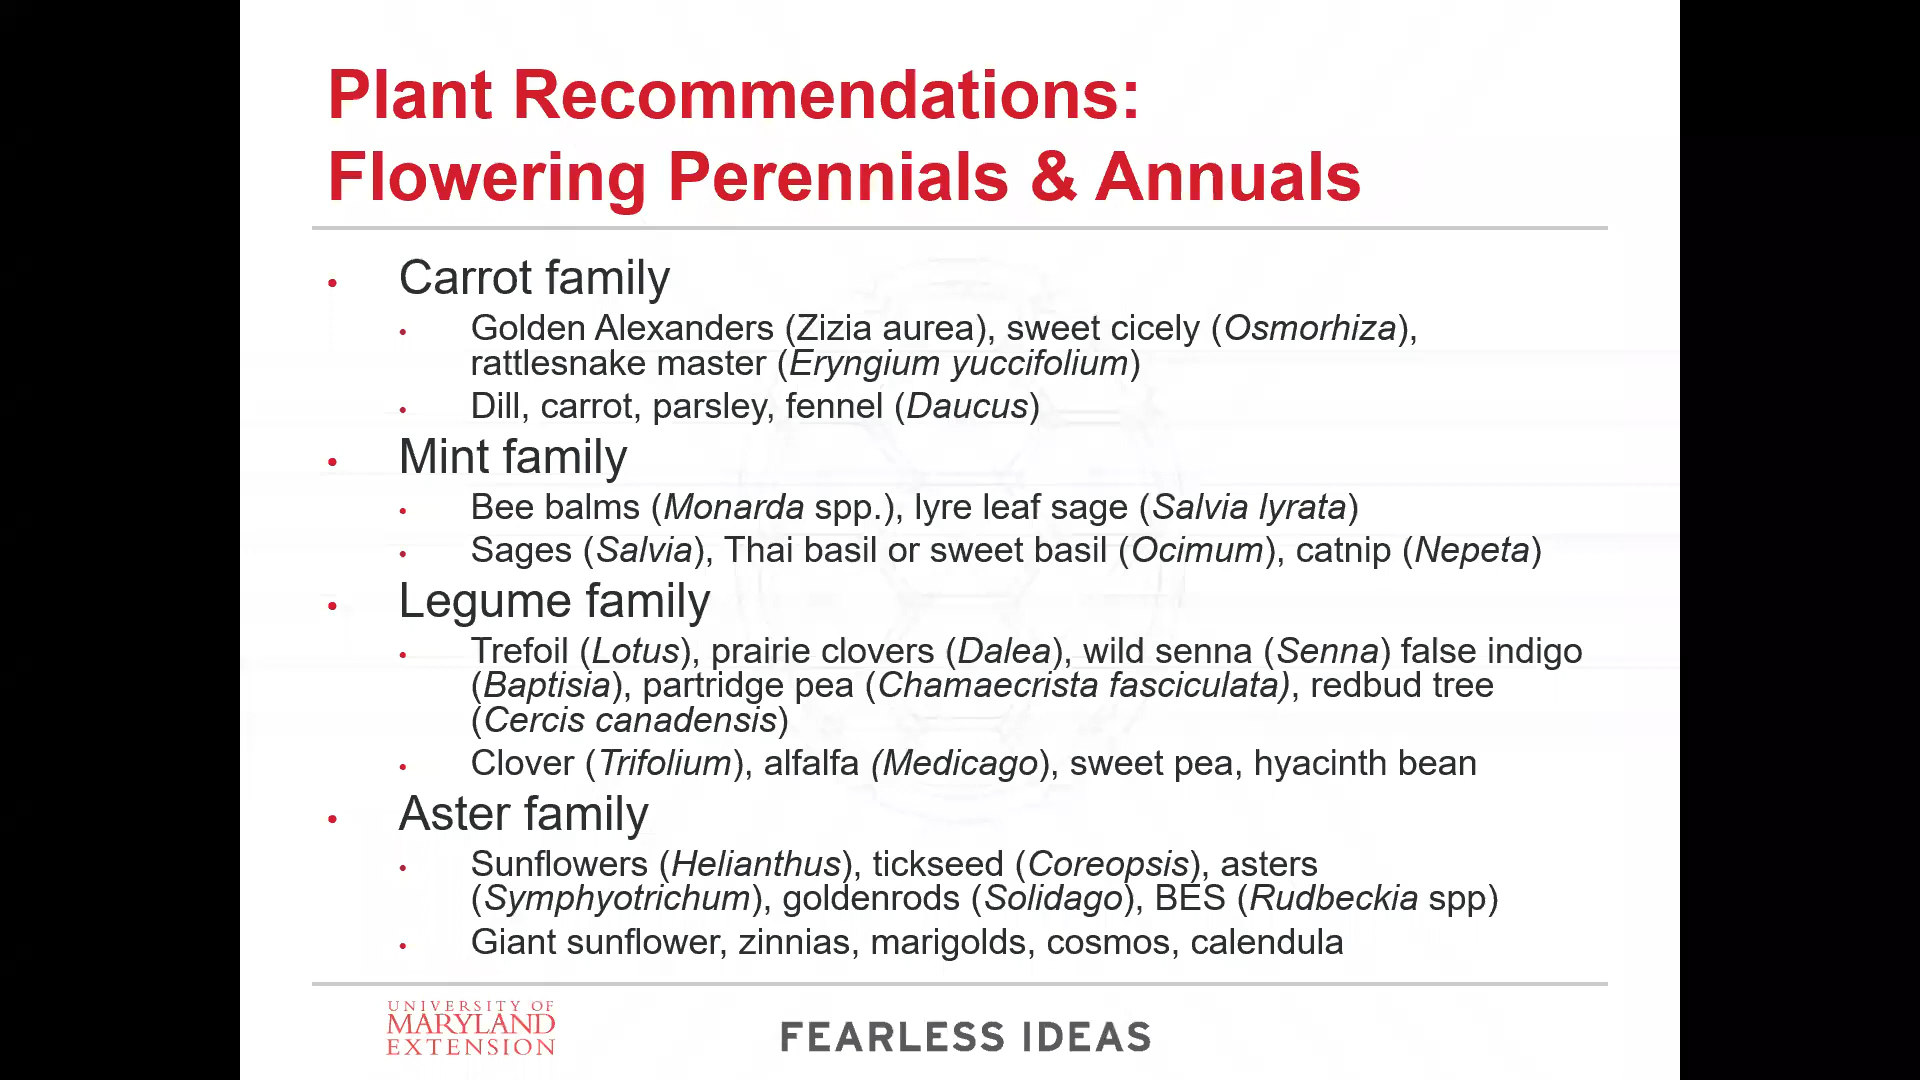 Plant Recommendations:
Flowering Perennials & Annuals
• Carrot family
• Golden Alexanders (Zizia aurea), sweet cicely (Osmorhiza),
rattlesnake master (Eryngium yuccifolium)
• Dill, carrot, parsley, fennel (Daucus)
• Mint family
• Bee balms (Monarda spp.), lyre leaf sage (Salvia lyrata)
• Sages (Salvia), Thai basil or sweet basil (Ocimum), catnip (Nepeta)
• Legume family
• Trefoil (Lotus), prairie clovers (Dalea), wild senna (Senna) false indigo
(Baptisia), partridge pea (Chamaecrista fasciculata), redbud tree
(Cercis canadensis)
• Clover (Trifolium), alfalfa (Medicago), sweet pea, hyacinth bean
• Aster family
• Sunflowers (Helianthus), tickseed (Coreopsis), asters
(Symphyotrichum), goldenrods (Solidago), BES (Rudbeckia spp)
• Giant sunflower, zinnias, marigolds, cosmos, calendula
UNIVERSITY OF
MARYLAND
EXTENSION
FEARLESS IDEAS